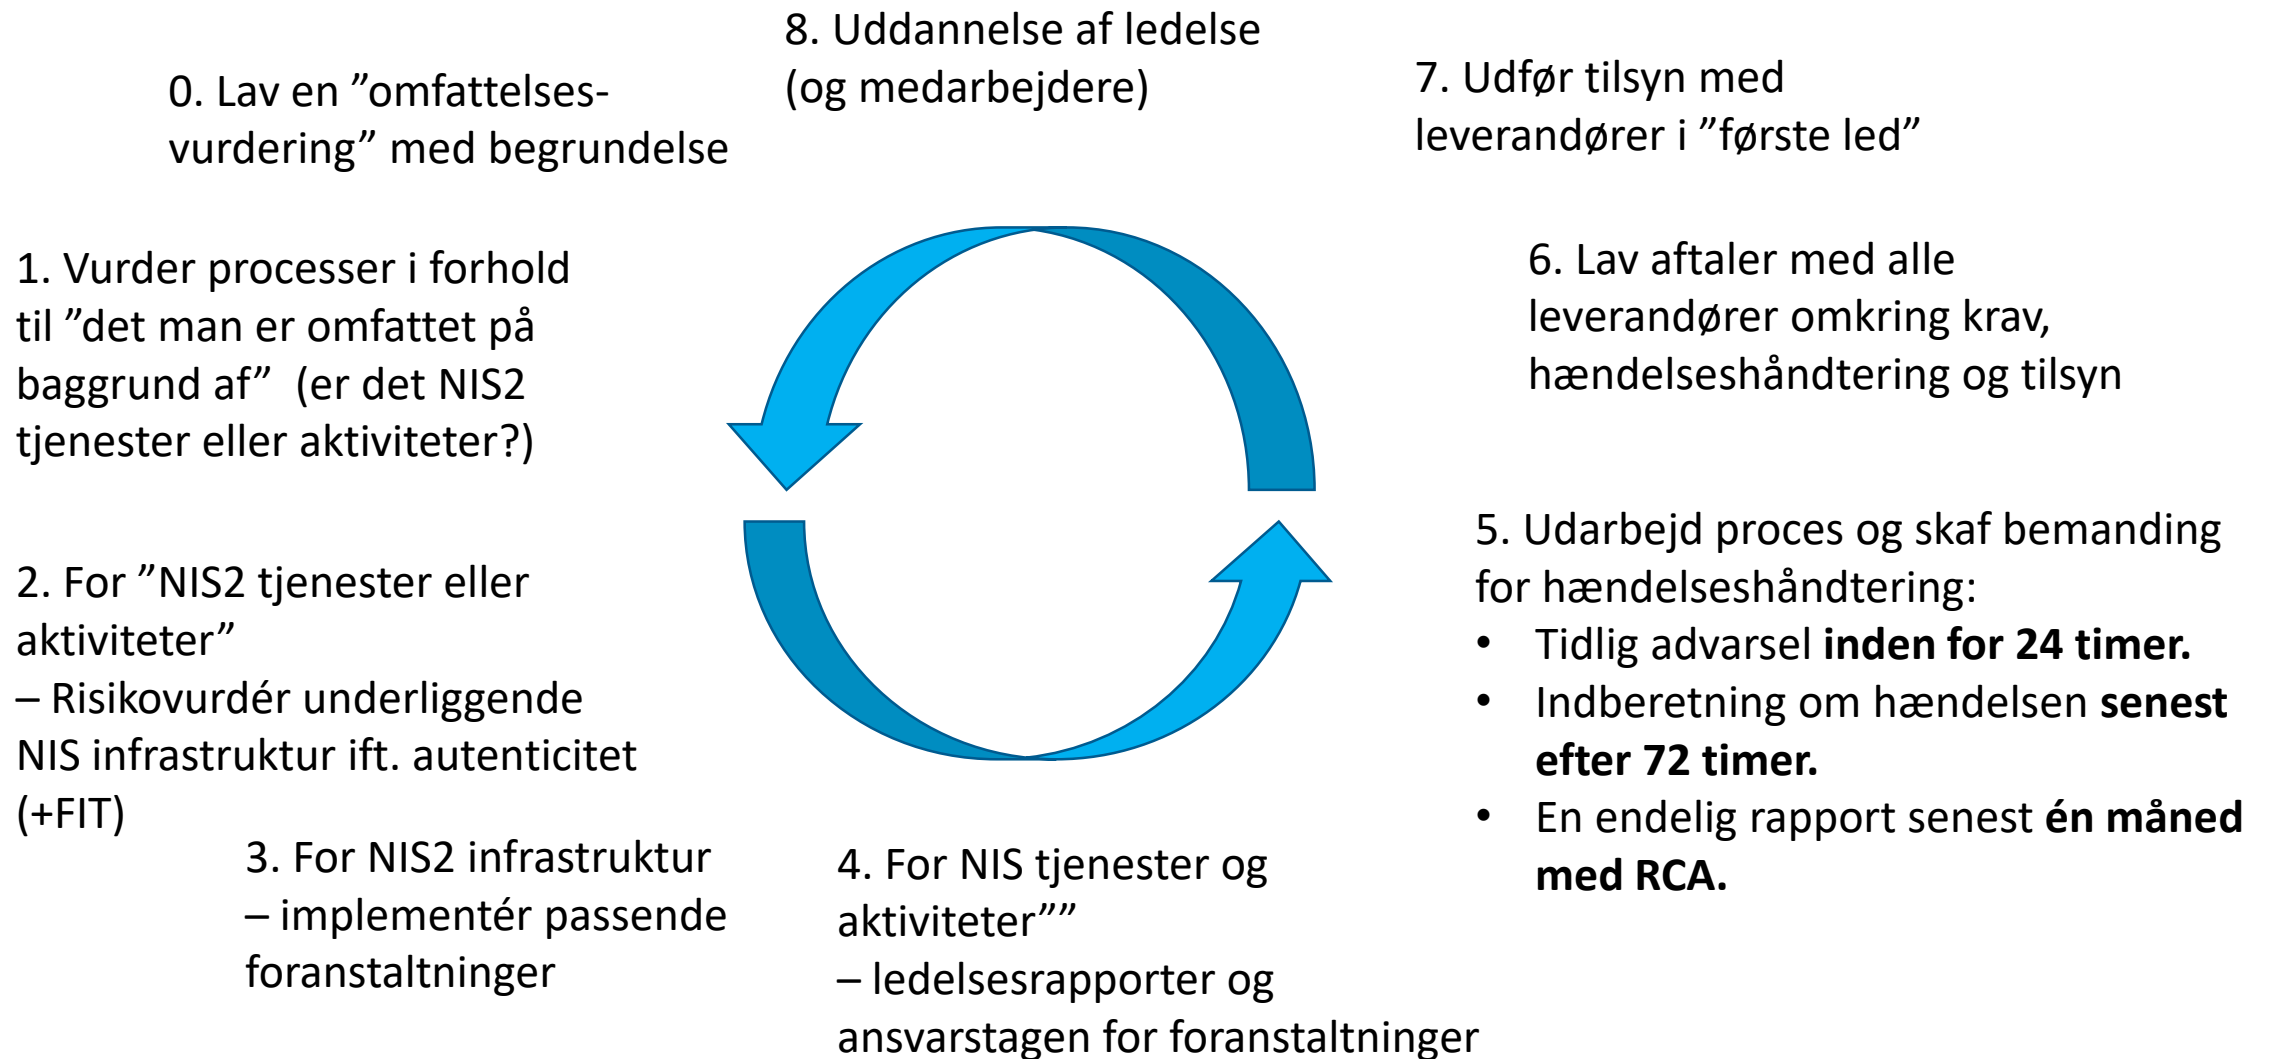 0. Lav en ”omfattelses-
vurdering” med begrundelse
1. Vurder processer i forhold
til ”det man er omfattet på
baggrund af”  (er det NIS2
tjenester eller aktiviteter?)
2. For ”NIS2 tjenester eller
aktiviteter”
– Risikovurdér underliggende
NIS infrastruktur ift. autenticitet
(+FIT)
3. For NIS2 infrastruktur
– implementér passende
foranstaltninger
4. For NIS tjenester og
aktiviteter””
– ledelsesrapporter og
ansvarstagen for foranstaltninger
5. Udarbejd proces og skaf bemanding
for hændelseshåndtering:
• Tidlig advarsel inden for 24 timer.
• Indberetning om hændelsen senest
efter 72 timer.
• En endelig rapport senest én måned
med RCA.
6. Lav aftaler med alle
leverandører omkring krav,
hændelseshåndtering og tilsyn
7. Udfør tilsyn med
leverandører i ”første led”
8. Uddannelse af ledelse
(og medarbejdere)